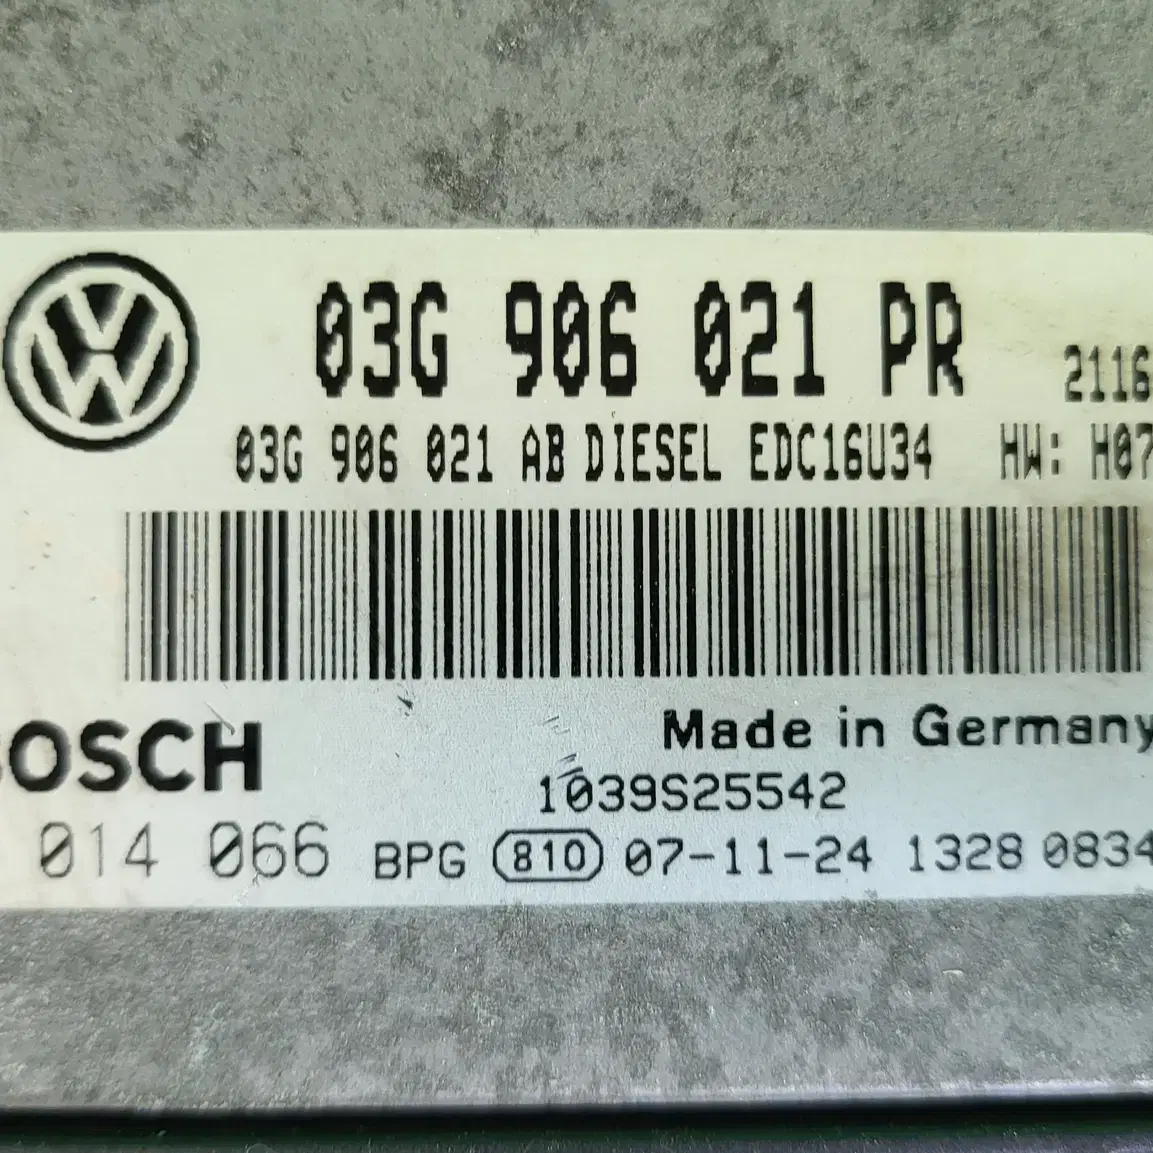 03G 906 021 PR 2116
03G 906 021 AB DIESEL EDC16U34 HW: H07
BOSCH Made in Germany
1039S25542
014 066 BPG 810 07-11-24 1328 0834